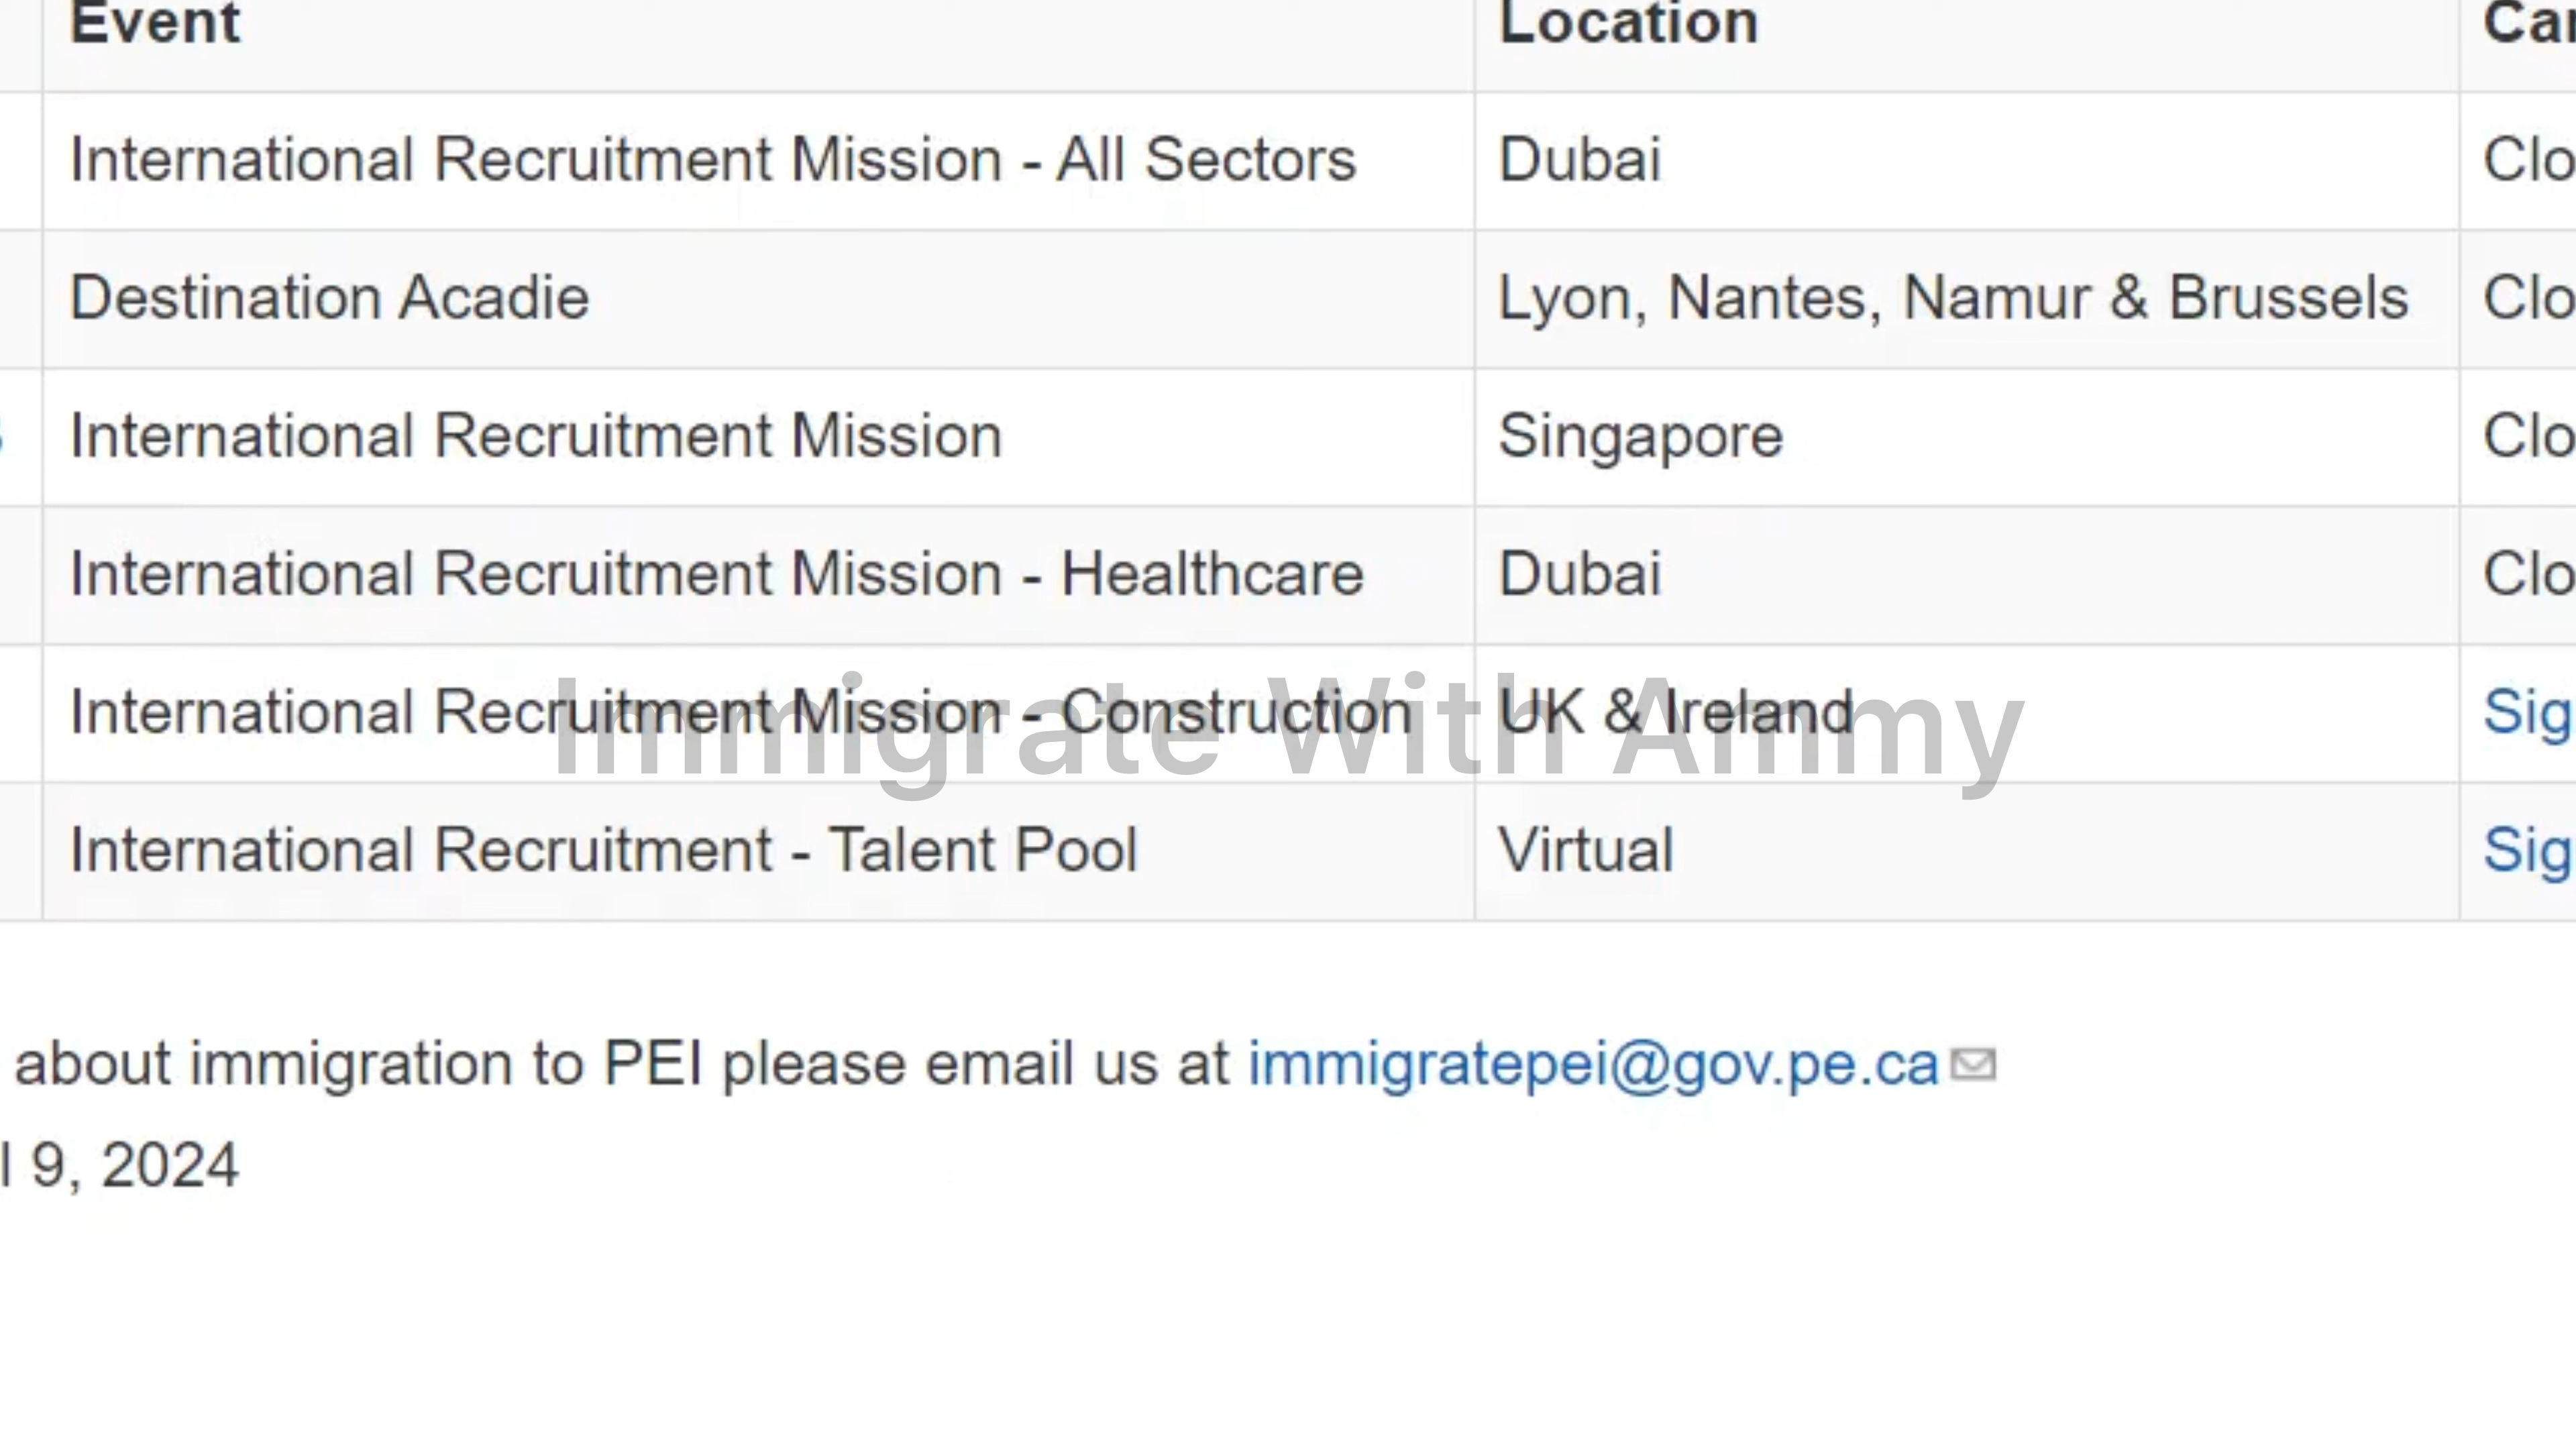 Event Location
International Recruitment Mission - All Sectors Dubai
Destination Acadie Lyon, Nantes, Namur & Brussels
International Recruitment Mission Singapore
International Recruitment Mission - Healthcare Dubai
International Recruitment Mission - Construction UK & Ireland
Immigrate With Ammy
International Recruitment - Talent Pool Virtual
about immigration to PEI please email us at immigratepei@gov.pe.ca
9, 2024